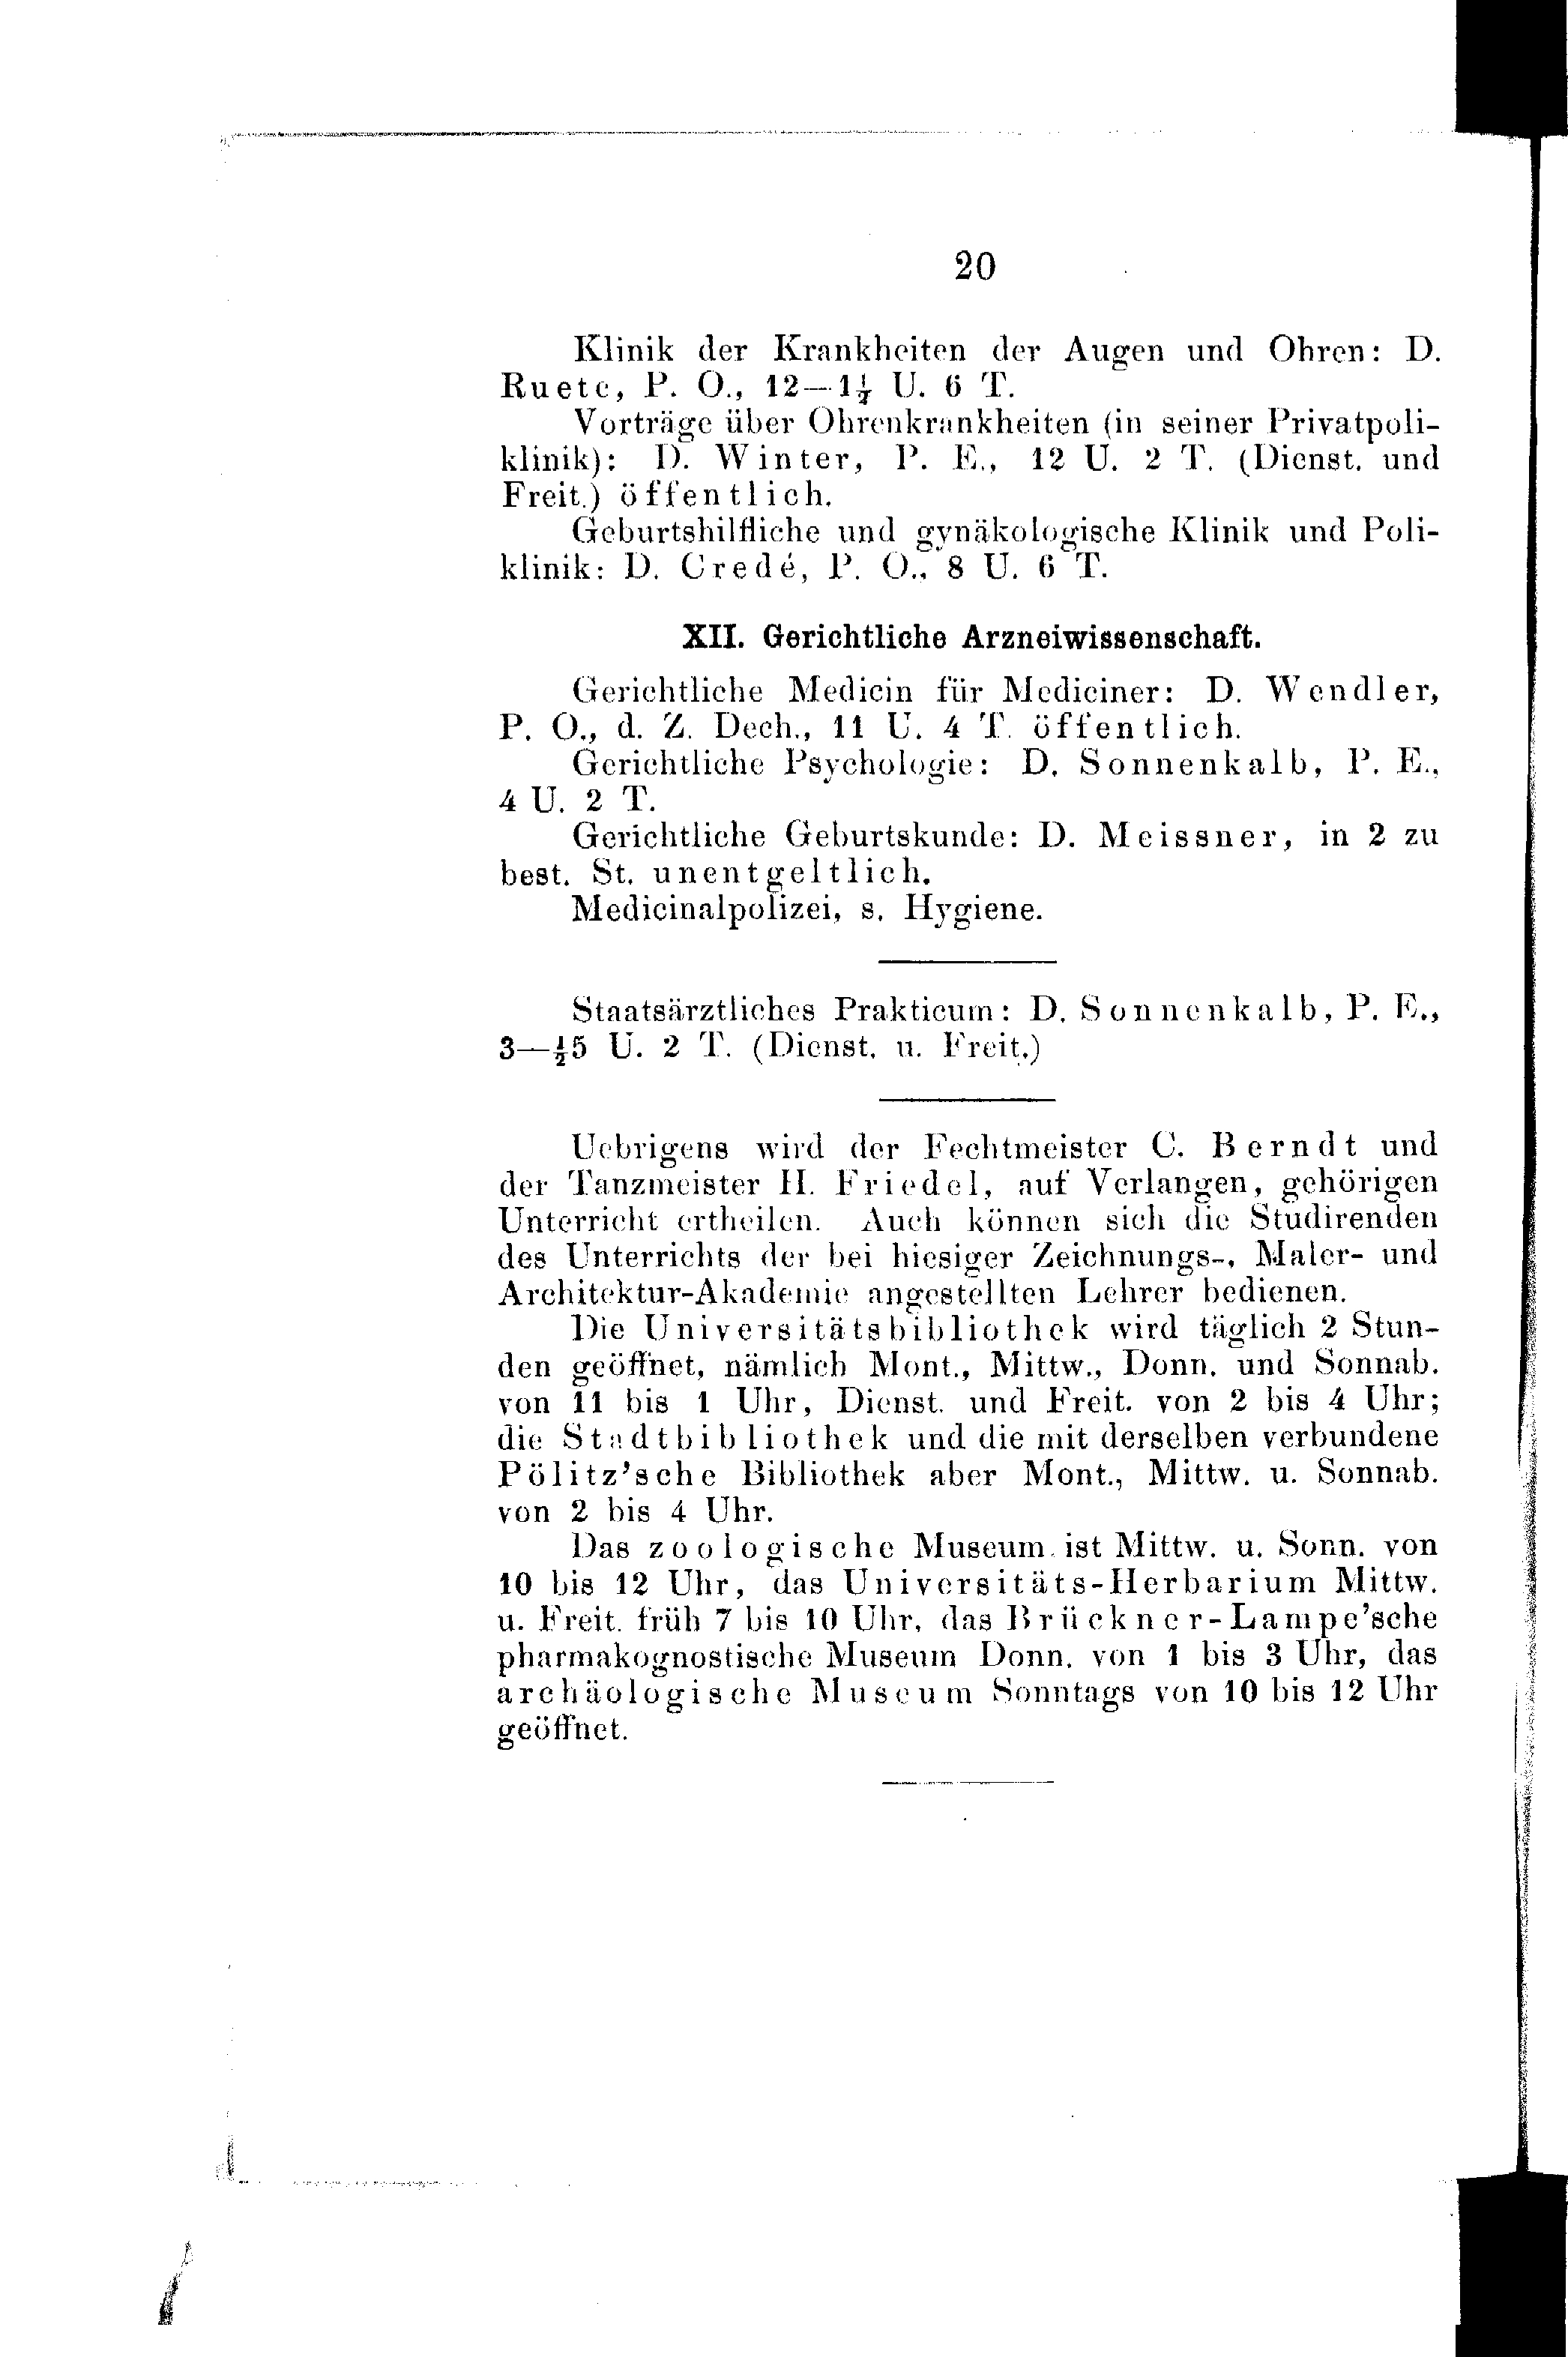 20
Klinik der Krankheiten der Augen und Ohren: D.
Ruete, P. O., 12—1½ U. 6 T.
Vorträge über Ohrenkrankheiten (in seiner Privatpoli-
klinik): D. Winter, P. E., 12 U. 2 T. (Dienst. und
Freit.) öffentlich.
Geburtshilfliche und gynäkologische Klinik und Poli-
klinik: D. Credé, P. O., 8 U. 6 T.
XII. Gerichtliche Arzneiwissenschaft.
Gerichtliche Medicin für Mediciner: D. Wendler,
P. O., d. Z. Dech., 11 U. 4 T. öffentlich.
Gerichtliche Psychologie: D. Sonnenkalb, P. E.,
4 U. 2 T.
Gerichtliche Geburtskunde: D. Meissner, in 2 zu
best. St. unentgeltlich.
Medicinalpolizei, s. Hygiene.
Staatsärztliches Prakticum: D. Sonnenkalb, P. E.,
3—½5 U. 2 T. (Dienst. u. Freit.)
Uebrigens wird der Fechtmeister C. Berndt und
der Tanzmeister H. Friedel, auf Verlangen, gehörigen
Unterricht ertheilen. Auch können sich die Studirenden
des Unterrichts der bei hiesiger Zeichnungs-, Maler- und
Architektur-Akademie angestellten Lehrer bedienen.
Die Universitätsbibliothek wird täglich 2 Stun-
den geöffnet, nämlich Mont., Mittw., Donn. und Sonnab.
von 11 bis 1 Uhr, Dienst. und Freit. von 2 bis 4 Uhr;
die Stadtbibliothek und die mit derselben verbundene
Pölitz'sche Bibliothek aber Mont., Mittw. u. Sonnab.
von 2 bis 4 Uhr.
Das zoologische Museum ist Mittw. u. Sonn. von
10 bis 12 Uhr, das Universitäts-Herbarium Mittw.
u. Freit. früh 7 bis 10 Uhr, das Brückner-Lampe'sche
pharmakognostische Museum Donn. von 1 bis 3 Uhr, das
archäologische Museum Sonntags von 10 bis 12 Uhr
geöffnet.